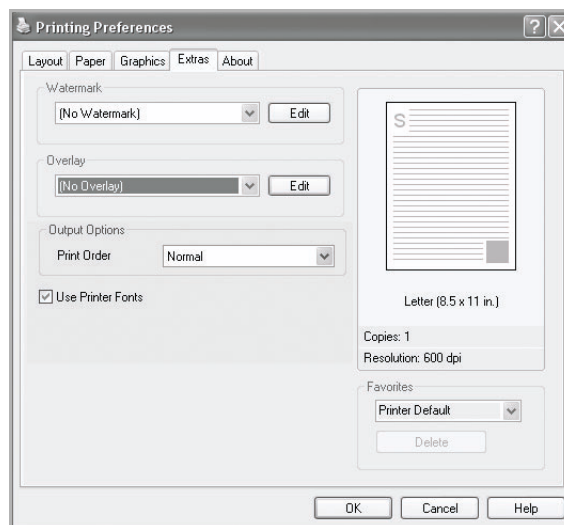 Printing Preferences
Layout Paper Graphics Extras About
Watermark
(No Watermark) Edit
Overlay
(No Overlay) Edit
Output Options
Print Order Normal
Use Printer Fonts
S
Letter (8.5 x 11 in.)
Copies: 1
Resolution: 600 dpi
Favorites
Printer Default
Delete
OK Cancel Help